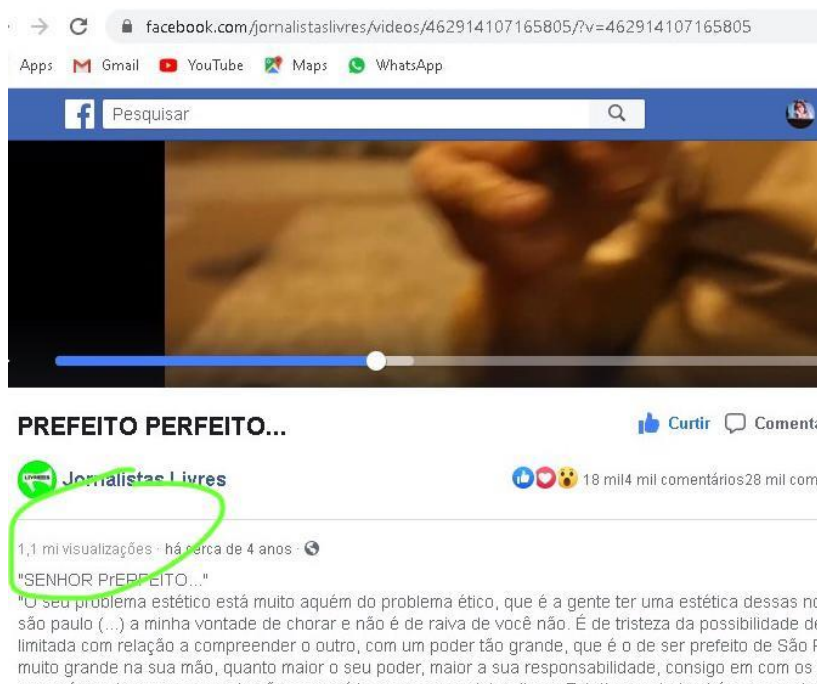 facebook.com/jornalistaslivres/videos/462914107165805/?v=462914107165805
Apps Gmail YouTube Maps WhatsApp
Pesquisar
PREFEITO PERFEITO...
Curtir Comenta
Jornalistas Livres
18 mil4 mil comentários28 mil com
1,1 mi visualizações · há cerca de 4 anos ·
"SENHOR PrEFEITO..."
"O seu problema estético está muito aquém do problema ético, que é a gente ter uma estética dessas no
são paulo (...) a minha vontade de chorar e não é de raiva de você não. É de tristeza da possibilidade de
limitada com relação a compreender o outro, com um poder tão grande, que é o de ser prefeito de São P
muito grande na sua mão, quanto maior o seu poder, maior a sua responsabilidade, consigo em com os